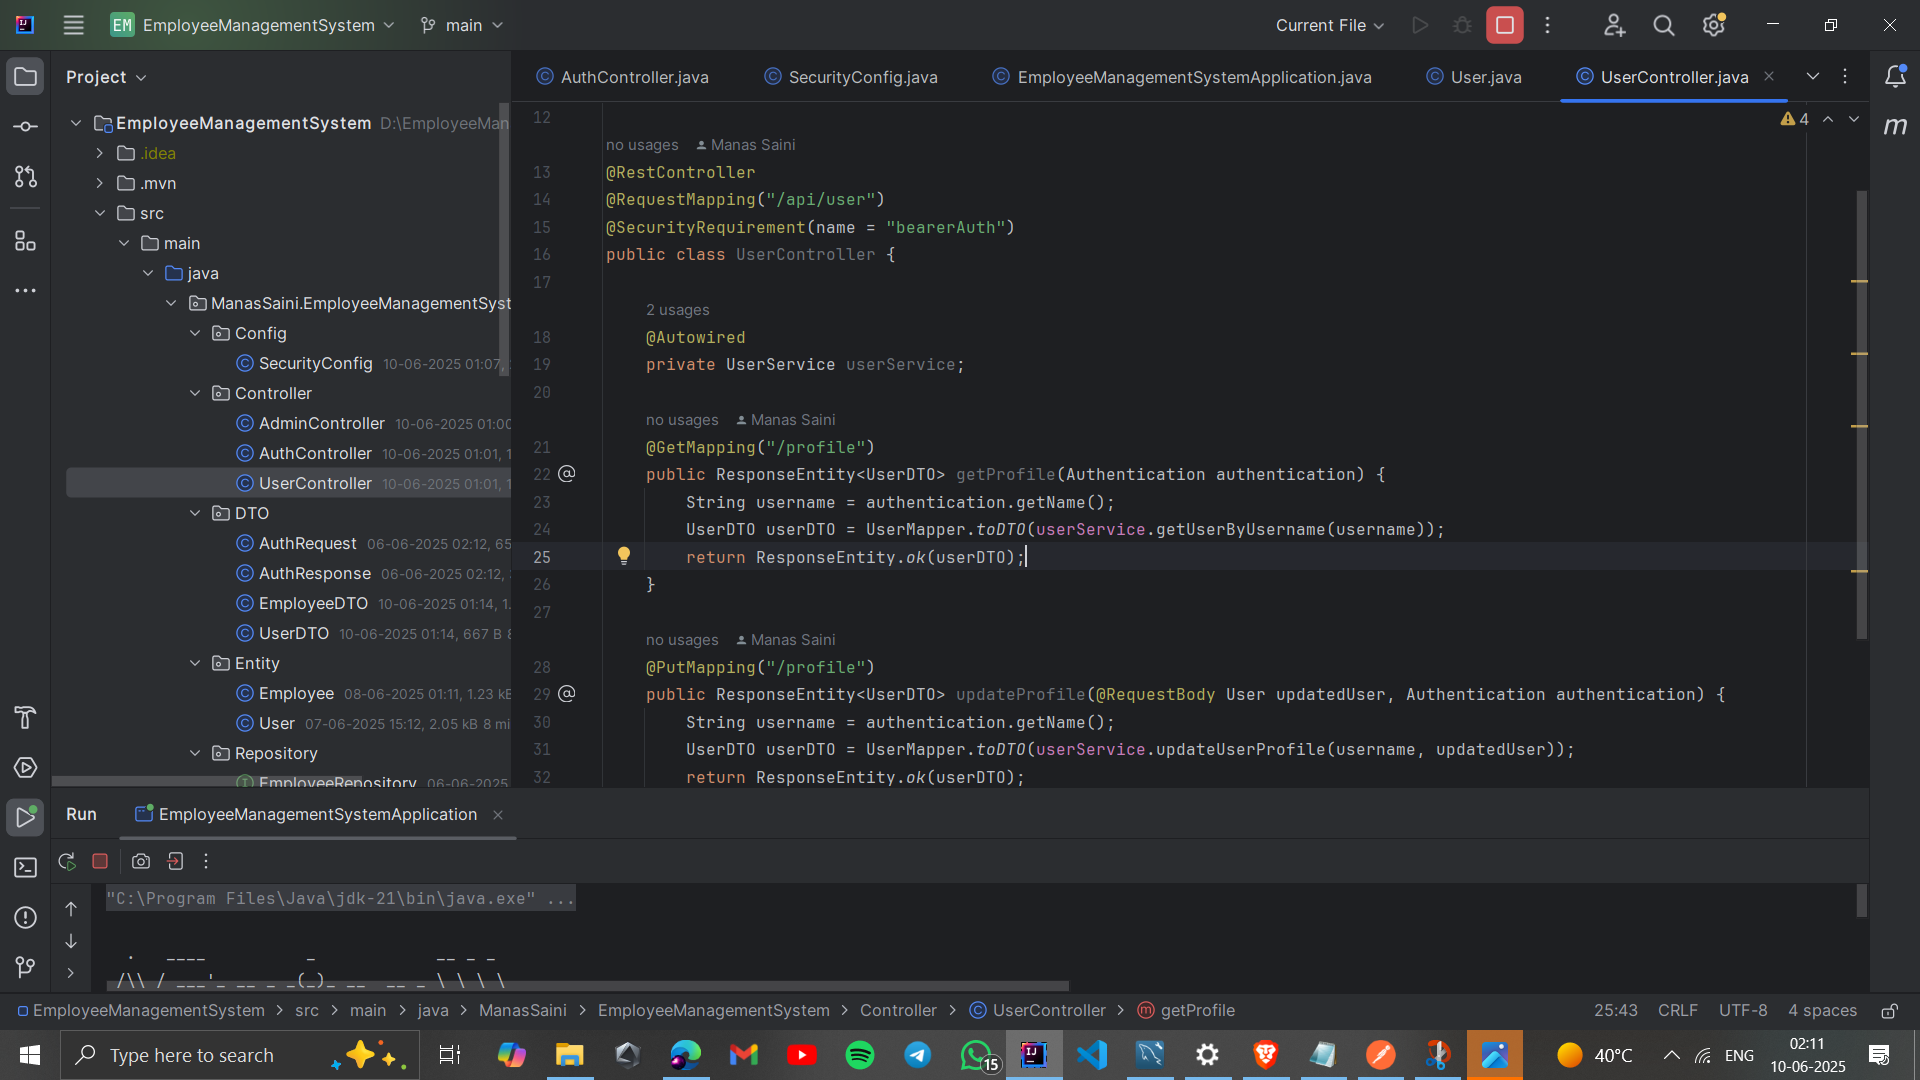 EM EmployeeManagementSystem main Current File
Project
AuthController.java SecurityConfig.java EmployeeManagementSystemApplication.java User.java UserController.java
EmployeeManagementSystem D:\EmployeeMan
.idea
.mvn
src
main
java
ManasSaini.EmployeeManagementSyst
Config
SecurityConfig 10-06-2025 01:07,
Controller
AdminController 10-06-2025 01:00
AuthController 10-06-2025 01:01, 1
UserController 10-06-2025 01:01, 1
DTO
AuthRequest 06-06-2025 02:12, 65
AuthResponse 06-06-2025 02:12,
EmployeeDTO 10-06-2025 01:14, 1.
UserDTO 10-06-2025 01:14, 667 B 8
Entity
Employee 08-06-2025 01:11, 1.23 kB
User 07-06-2025 15:12, 2.05 kB 8 mi
Repository
EmployeeRepository 06-06-2025
4
12
no usages Manas Saini
13 @RestController
14 @RequestMapping("/api/user")
15 @SecurityRequirement(name = "bearerAuth")
16 public class UserController {
17
2 usages
18 @Autowired
19 private UserService userService;
20
no usages Manas Saini
21 @GetMapping("/profile")
22 public ResponseEntity<UserDTO> getProfile(Authentication authentication) {
23 String username = authentication.getName();
24 UserDTO userDTO = UserMapper.toDTO(userService.getUserByUsername(username));
25 return ResponseEntity.ok(userDTO);
26 }
27
no usages Manas Saini
28 @PutMapping("/profile")
29 public ResponseEntity<UserDTO> updateProfile(@RequestBody User updatedUser, Authentication authentication) {
30 String username = authentication.getName();
31 UserDTO userDTO = UserMapper.toDTO(userService.updateUserProfile(username, updatedUser));
32 return ResponseEntity.ok(userDTO);
Run EmployeeManagementSystemApplication
"C:\Program Files\Java\jdk-21\bin\java.exe" ...
  .   ____          _            __ _ _
 /\\ / ___'_ __ _ _(_)_ __  __ _ \ \ \ \
EmployeeManagementSystem > src > main > java > ManasSaini > EmployeeManagementSystem > Controller > UserController > getProfile 25:43 CRLF UTF-8 4 spaces
Type here to search 15 40°C ENG 02:11
10-06-2025